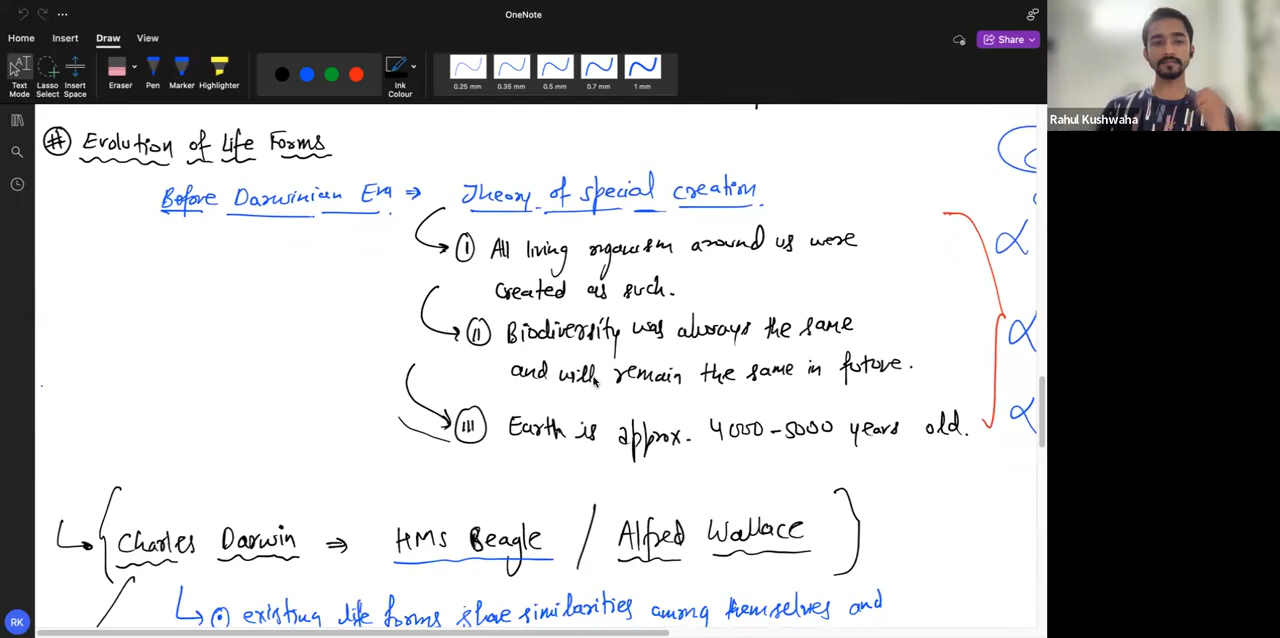 OneNote
Home Insert Draw View
Share
Text Mode
Lasso Select
Insert Space
Eraser
Pen
Marker
Highlighter
Ink Colour
0.25 mm
0.35 mm
0.5 mm
0.7 mm
1 mm
Rahul Kushwaha
# Evolution of Life Forms
Before Darwinian Era ⇒ Theory of special creation
(I) All living organism around us were
created as such.
(II) Biodiversity was always the same
and will remain the same in future.
(III) Earth is approx. 4000-5000 years old.
Charles Darwin ⇒ HMS Beagle / Alfred Wallace
existing life forms share similarities among themselves and
α
α
α
RK